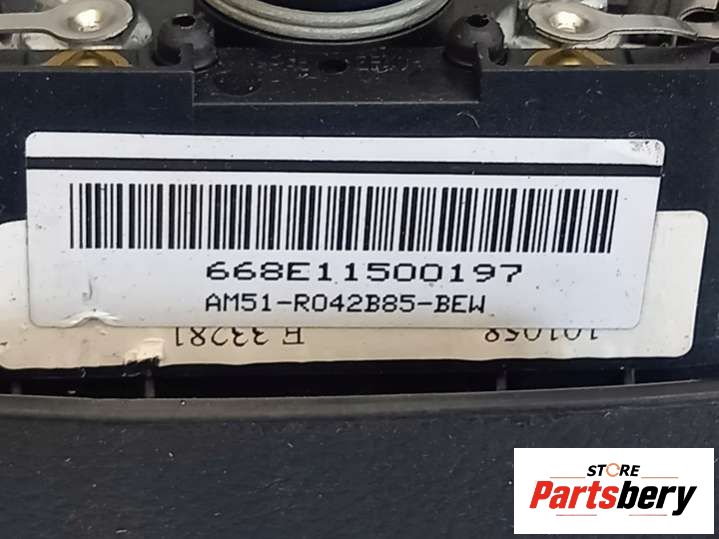 668E11500197
AM51-R042B85-BEW
E 33281
101058
STORE
Partsbery